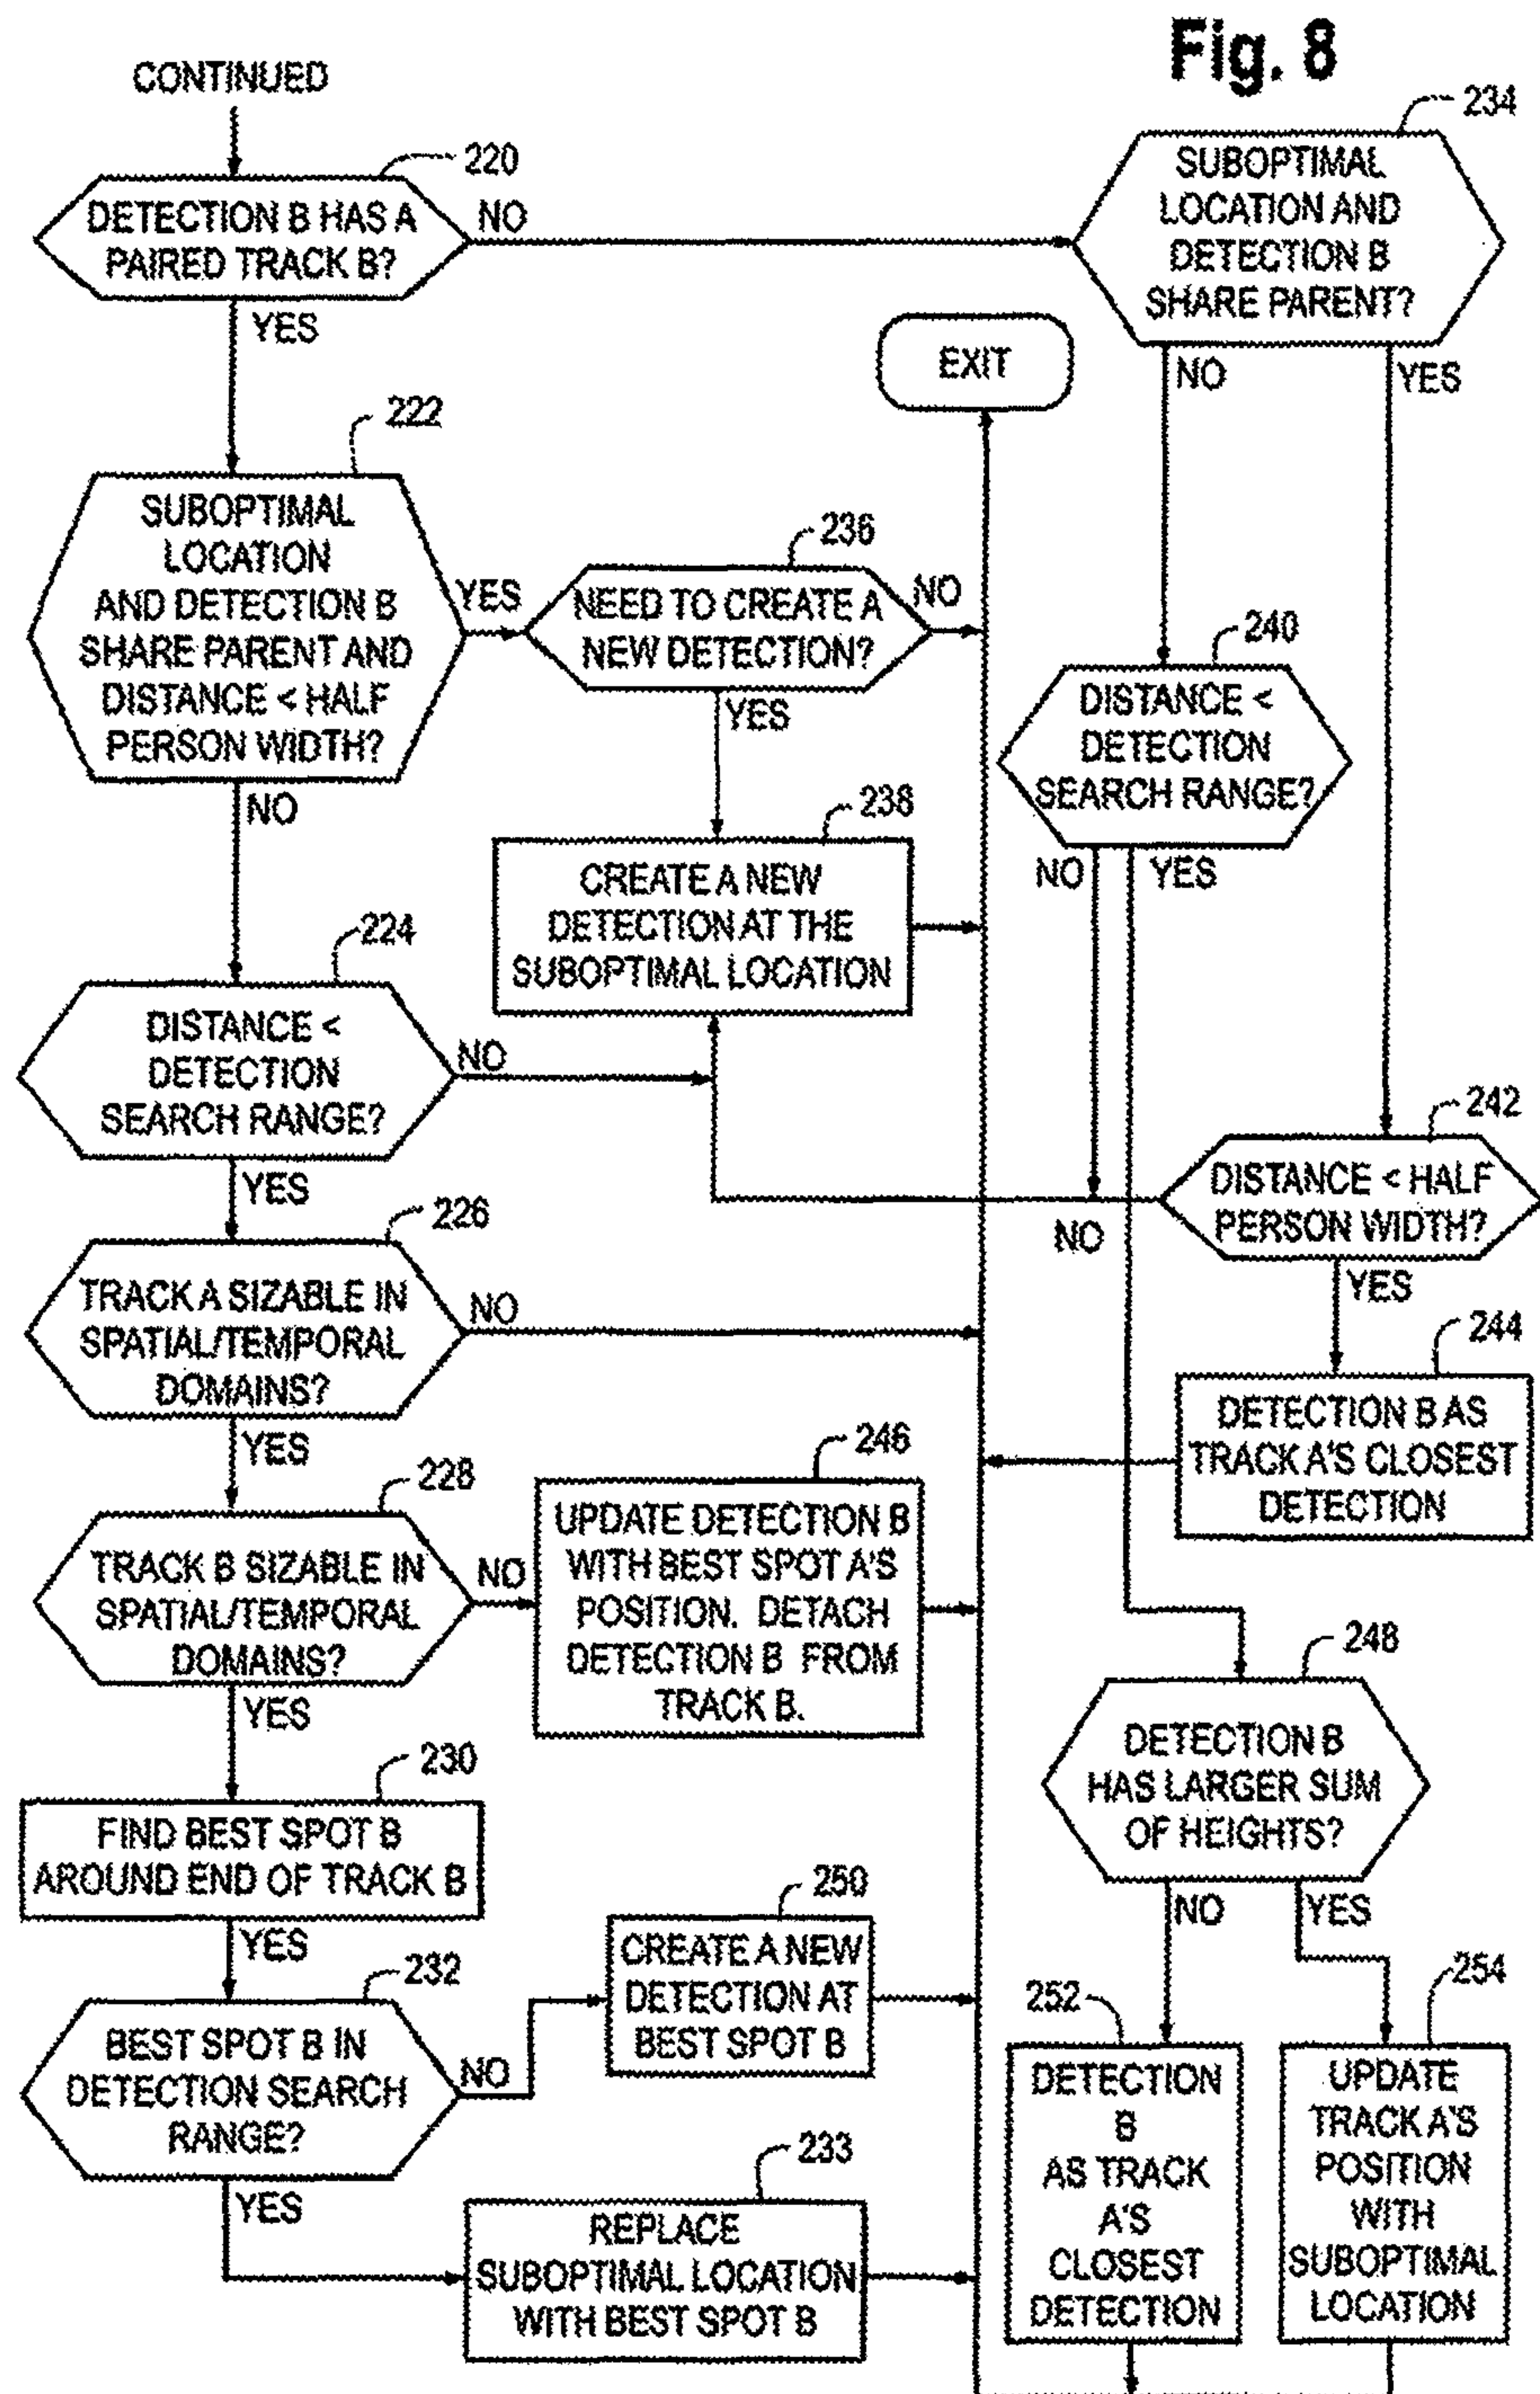 Fig. 8
CONTINUED
220
DETECTION B HAS A
PAIRED TRACK B?
NO
YES
234
SUBOPTIMAL
LOCATION AND
DETECTION B
SHARE PARENT?
NO
YES
EXIT
222
SUBOPTIMAL
LOCATION
AND DETECTION B
SHARE PARENT AND
DISTANCE < HALF
PERSON WIDTH?
YES
NO
236
NEED TO CREATE A
NEW DETECTION?
NO
YES
240
DISTANCE <
DETECTION
SEARCH RANGE?
NO
YES
238
CREATE A NEW
DETECTION AT THE
SUBOPTIMAL LOCATION
224
DISTANCE <
DETECTION
SEARCH RANGE?
NO
YES
242
DISTANCE < HALF
PERSON WIDTH?
NO
YES
226
TRACK A SIZABLE IN
SPATIAL/TEMPORAL
DOMAINS?
NO
YES
244
DETECTION B AS
TRACK A'S CLOSEST
DETECTION
228
TRACK B SIZABLE IN
SPATIAL/TEMPORAL
DOMAINS?
NO
YES
246
UPDATE DETECTION B
WITH BEST SPOT A'S
POSITION. DETACH
DETECTION B FROM
TRACK B.
248
DETECTION B
HAS LARGER SUM
OF HEIGHTS?
NO
YES
230
FIND BEST SPOT B
AROUND END OF TRACK B
YES
250
CREATE A NEW
DETECTION AT
BEST SPOT B
232
BEST SPOT B IN
DETECTION SEARCH
RANGE?
NO
YES
233
REPLACE
SUBOPTIMAL LOCATION
WITH BEST SPOT B
252
DETECTION
B
AS TRACK
A'S
CLOSEST
DETECTION
254
UPDATE
TRACK A'S
POSITION
WITH
SUBOPTIMAL
LOCATION